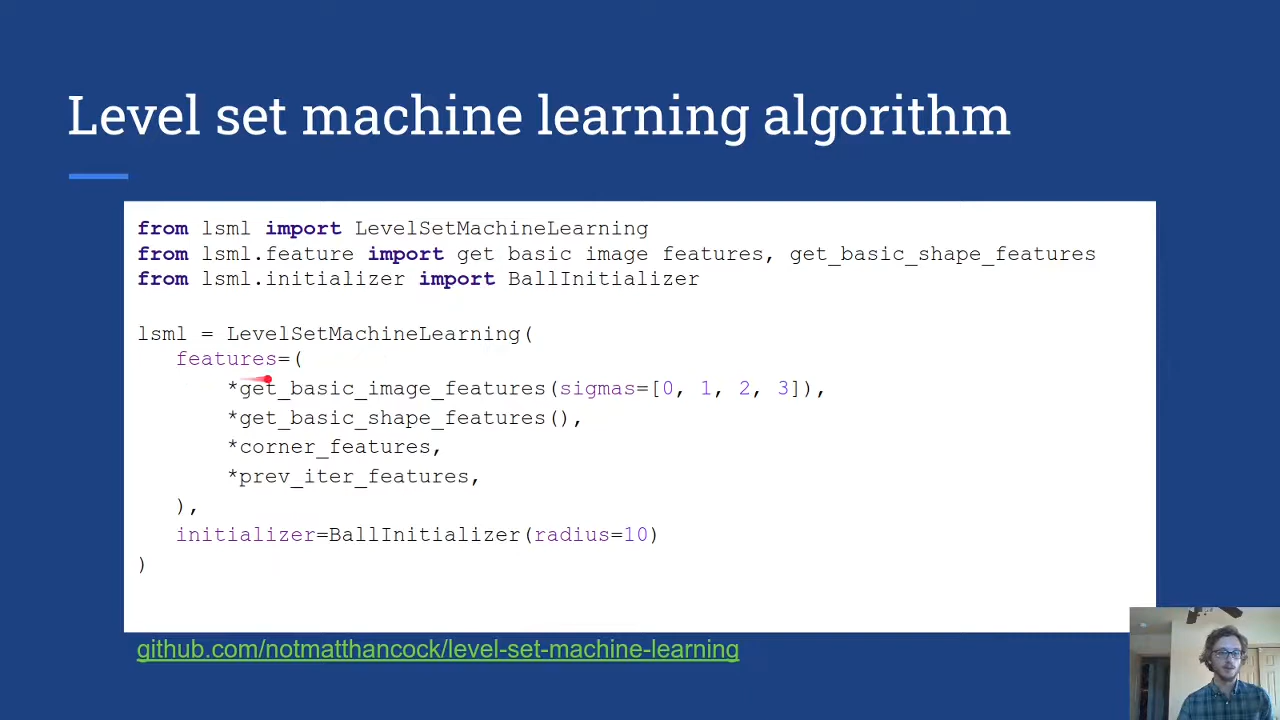 Level set machine learning algorithm
from lsml import LevelSetMachineLearning
from lsml.feature import get basic image features, get_basic_shape_features
from lsml.initializer import BallInitializer
lsml = LevelSetMachineLearning(
features=(
*get_basic_image_features(sigmas=[0, 1, 2, 3]),
*get_basic_shape_features(),
*corner_features,
*prev_iter_features,
),
initializer=BallInitializer(radius=10)
)
github.com/notmatthancock/level-set-machine-learning